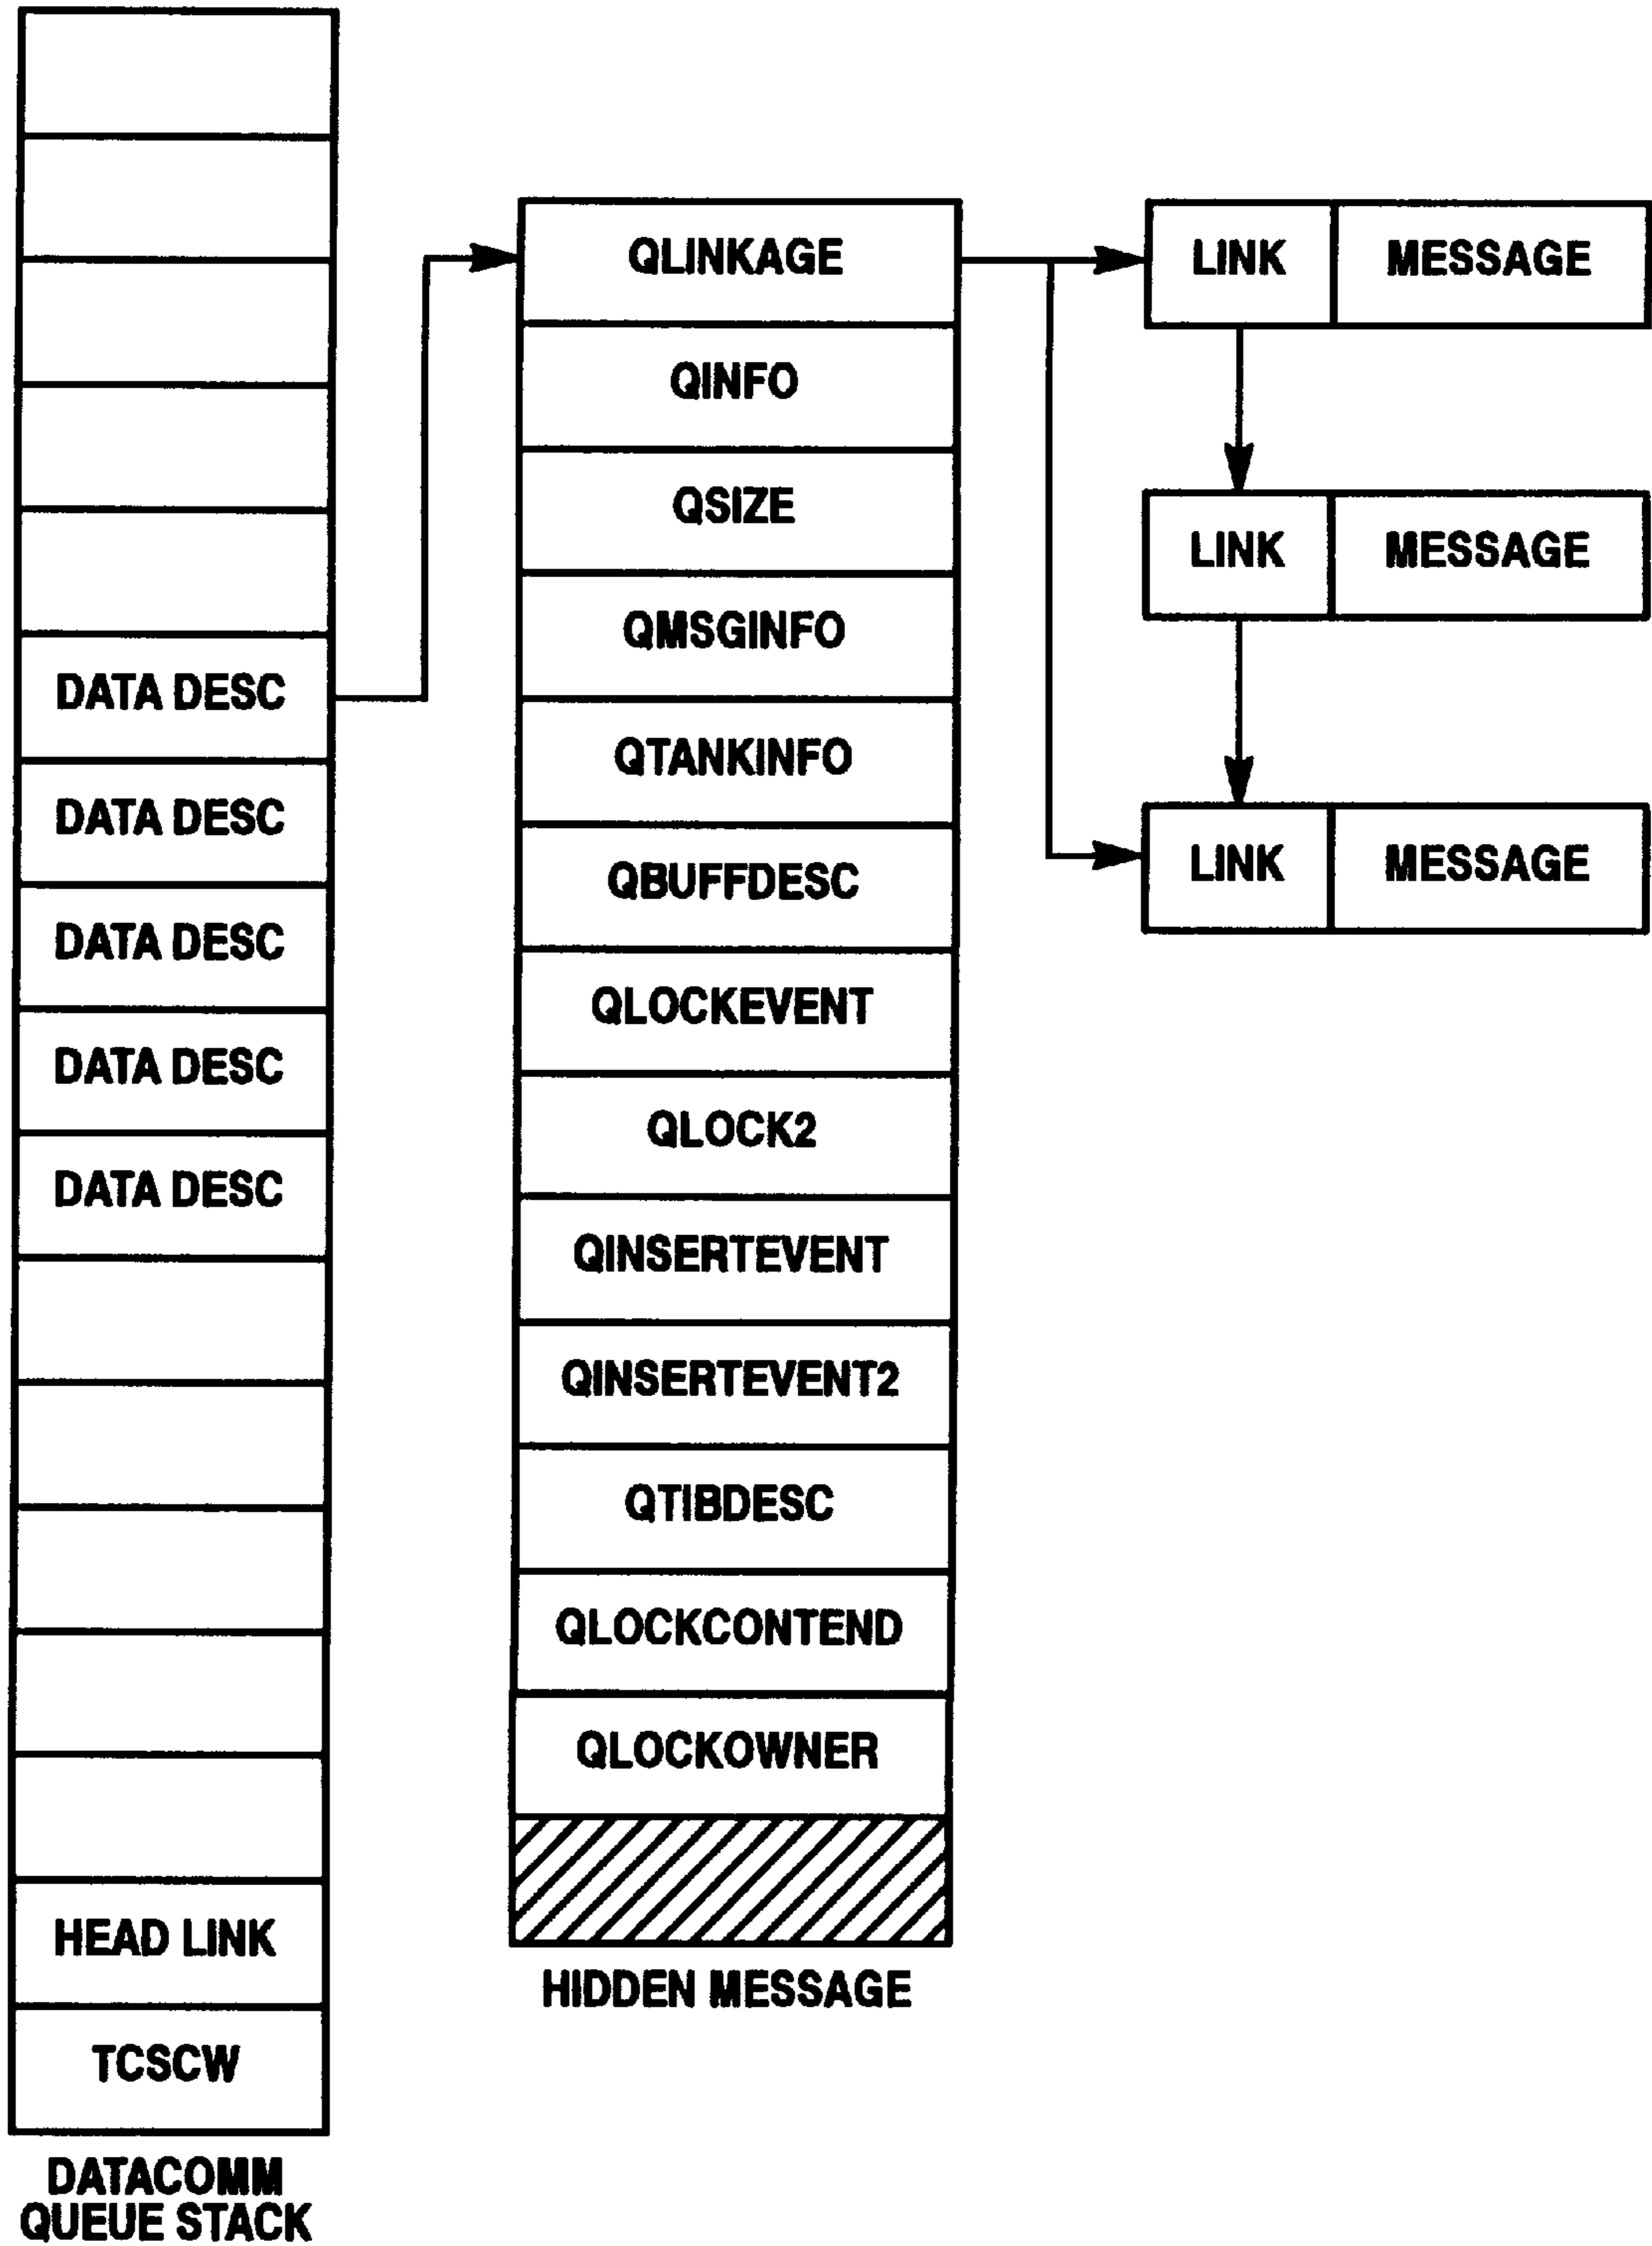 DATA DESC
DATA DESC
DATA DESC
DATA DESC
DATA DESC
HEAD LINK
TCSCW
DATACOMM
QUEUE STACK
QLINKAGE
QINFO
QSIZE
QMSGINFO
QTANKINFO
QBUFFDESC
QLOCKEVENT
QLOCK2
QINSERTEVENT
QINSERTEVENT2
QTIBDESC
QLOCKCONTEND
QLOCKOWNER
HIDDEN MESSAGE
LINK MESSAGE
LINK MESSAGE
LINK MESSAGE